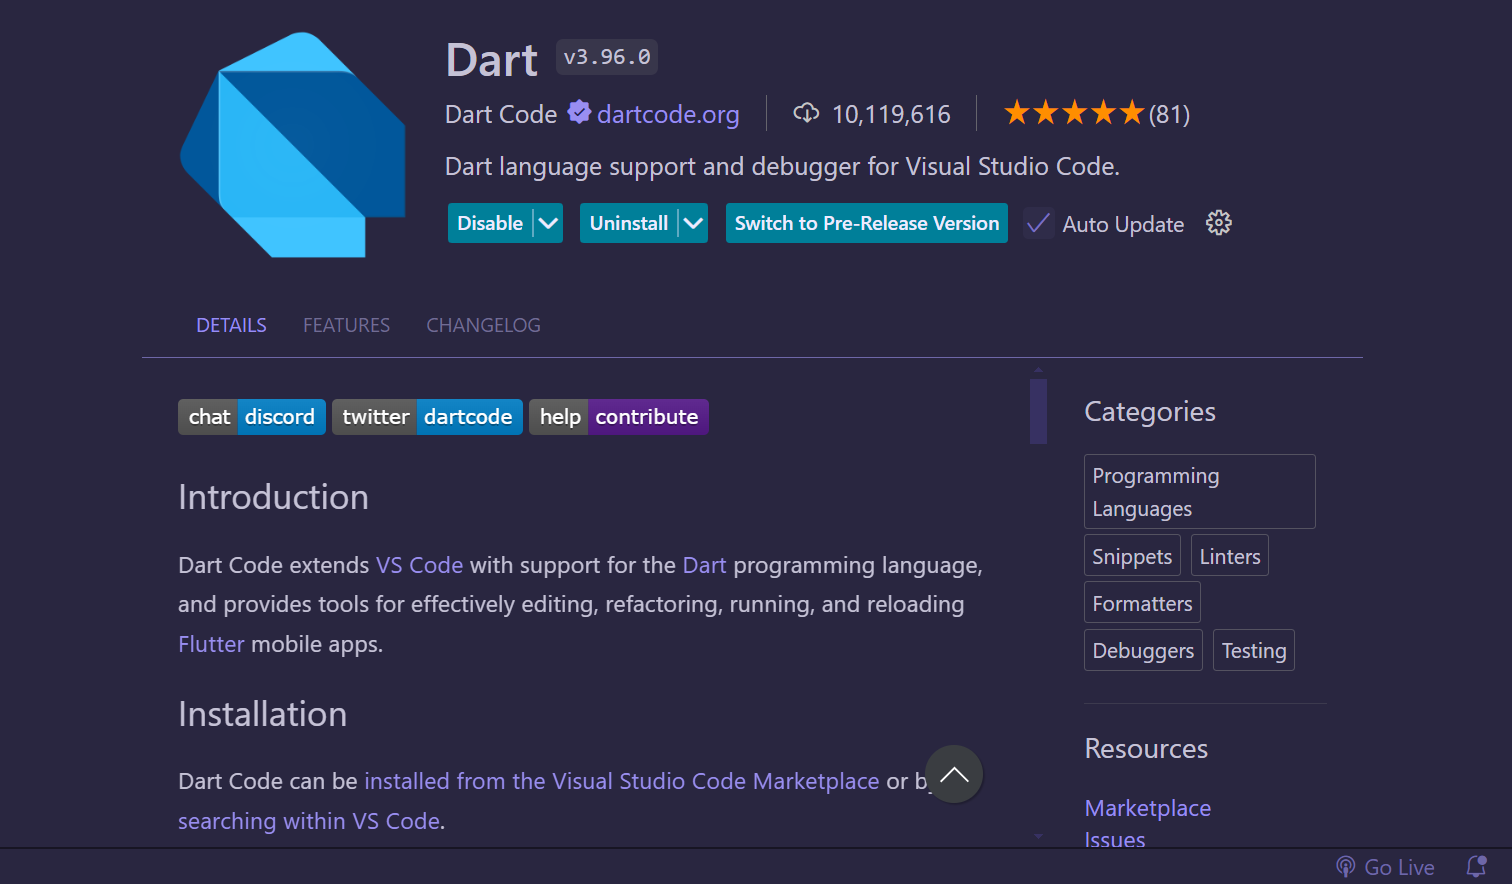 Dart v3.96.0
Dart Code dartcode.org 10,119,616 (81)
Dart language support and debugger for Visual Studio Code.
Disable Uninstall Switch to Pre-Release Version Auto Update
DETAILS FEATURES CHANGELOG
chat discord twitter dartcode help contribute
Introduction
Dart Code extends VS Code with support for the Dart programming language,
and provides tools for effectively editing, refactoring, running, and reloading
Flutter mobile apps.
Installation
Dart Code can be installed from the Visual Studio Code Marketplace or
searching within VS Code.
Categories
Programming
Languages
Snippets Linters
Formatters
Debuggers Testing
Resources
Marketplace
Issues
Go Live